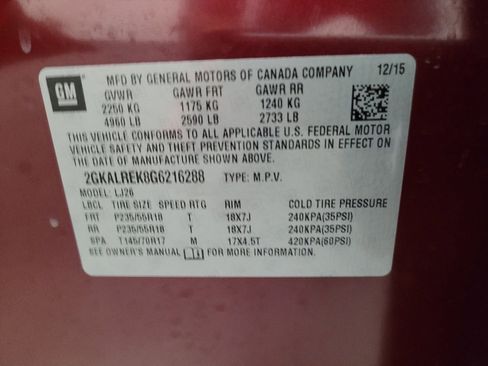 GM
MFD BY GENERAL MOTORS OF CANADA COMPANY 12/15
GVWR GAWR FRT GAWR RR
2250 KG 1175 KG 1240 KG
4960 LB 2590 LB 2733 LB
THIS VEHICLE CONFORMS TO ALL APPLICABLE U.S. FEDERAL MOTOR
VEHICLE SAFETY AND THEFT PREVENTION STANDARDS IN EFFECT
ON THE DATE OF MANUFACTURE SHOWN ABOVE.
2GKALREK8G6216288 TYPE: M.P.V.
MODEL: LJ26
LBCL TIRE SIZE SPEED RTG RIM COLD TIRE PRESSURE
FRT P235/55R18 T 18X7J 240KPA(35PSI)
RR P235/55R18 T 18X7J 240KPA(35PSI)
SPA T145/70R17 M 17X4.5T 420KPA(60PSI)
SEE OWNER'S MANUAL FOR MORE INFORMATION